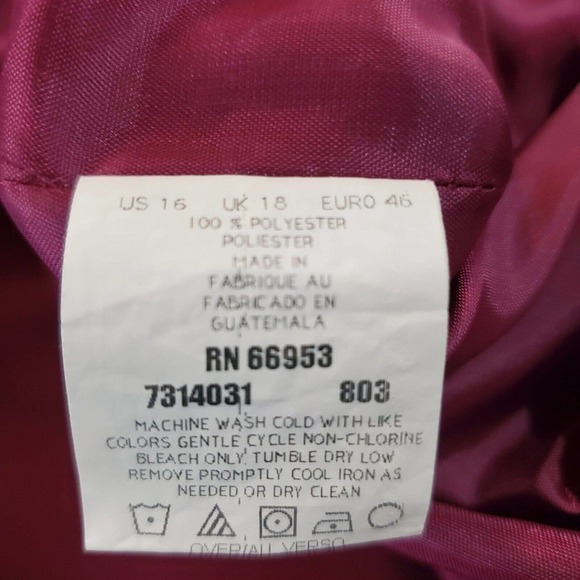 US 16 UK 18 EURO 46
100 % POLYESTER
POLIESTER
MADE IN
FABRIQUE AU
FABRICADO EN
GUATEMALA
RN 66953
7314031 803
MACHINE WASH COLD WITH LIKE
COLORS GENTLE CYCLE NON-CHLORINE
BLEACH ONLY, TUMBLE DRY LOW
REMOVE PROMPTLY COOL IRON AS
NEEDED OR DRY CLEAN
OVER/AU VERSO